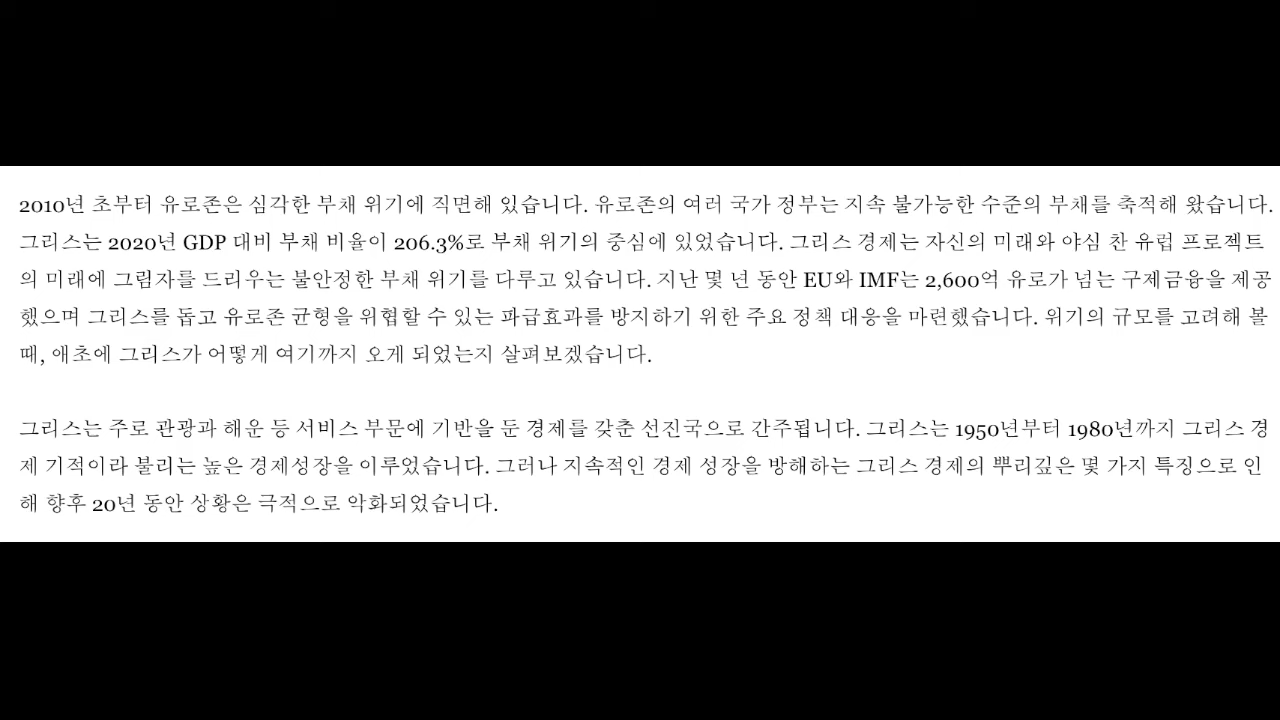 2010년 초부터 유로존은 심각한 부채 위기에 직면해 있습니다. 유로존의 여러 국가 정부는 지속 불가능한 수준의 부채를 축적해 왔습니다.
그리스는 2020년 GDP 대비 부채 비율이 206.3%로 부채 위기의 중심에 있었습니다. 그리스 경제는 자신의 미래와 야심 찬 유럽 프로젝트
의 미래에 그림자를 드리우는 불안정한 부채 위기를 다루고 있습니다. 지난 몇 년 동안 EU와 IMF는 2,600억 유로가 넘는 구제금융을 제공
했으며 그리스를 돕고 유로존 균형을 위협할 수 있는 파급효과를 방지하기 위한 주요 정책 대응을 마련했습니다. 위기의 규모를 고려해 볼
때, 애초에 그리스가 어떻게 여기까지 오게 되었는지 살펴보겠습니다.
그리스는 주로 관광과 해운 등 서비스 부문에 기반을 둔 경제를 갖춘 선진국으로 간주됩니다. 그리스는 1950년부터 1980년까지 그리스 경
제 기적이라 불리는 높은 경제성장을 이루었습니다. 그러나 지속적인 경제 성장을 방해하는 그리스 경제의 뿌리깊은 몇 가지 특징으로 인
해 향후 20년 동안 상황은 극적으로 악화되었습니다.